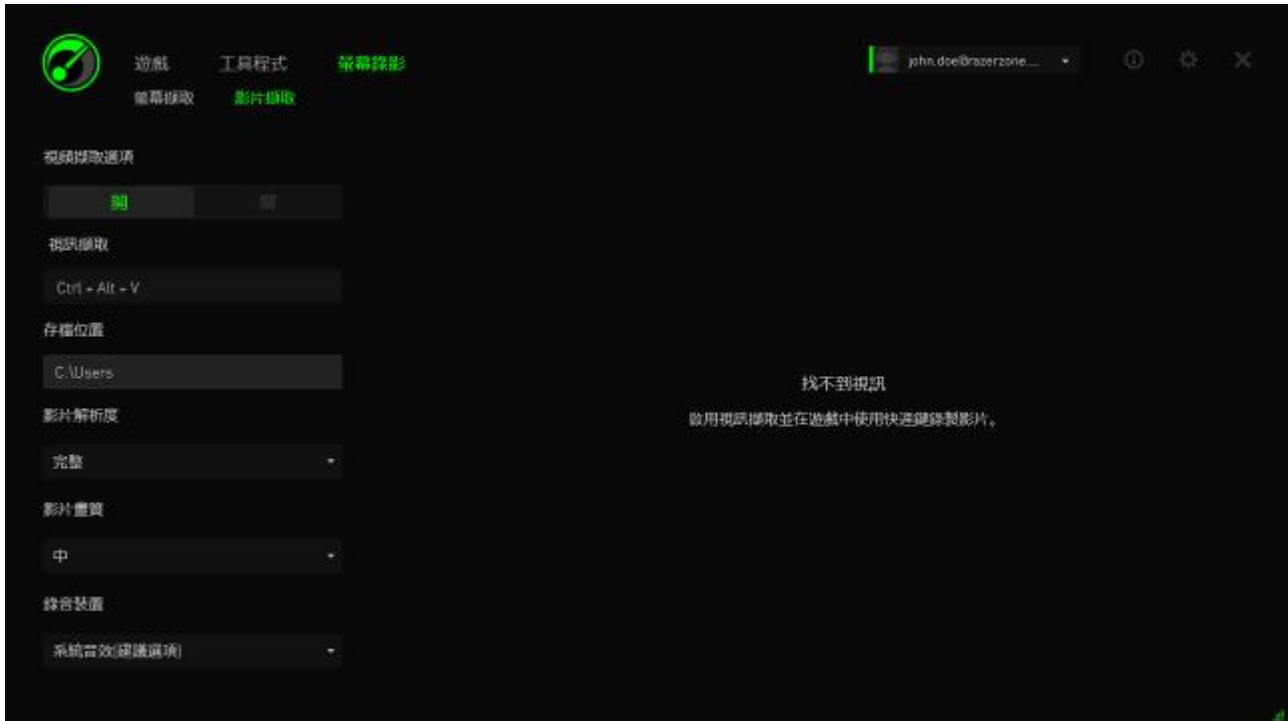 遊戲 工具程式 螢幕錄影
john.doe@razerzone....
螢幕擷取 影片擷取
視頻擷取選項
開 關
視訊擷取
Ctrl + Alt + V
存檔位置
C:\Users
影片解析度
完整
影片畫質
中
錄音裝置
系統音效(建議選項)
找不到視訊
啟用視訊擷取並在遊戲中使用快速鍵錄製影片。